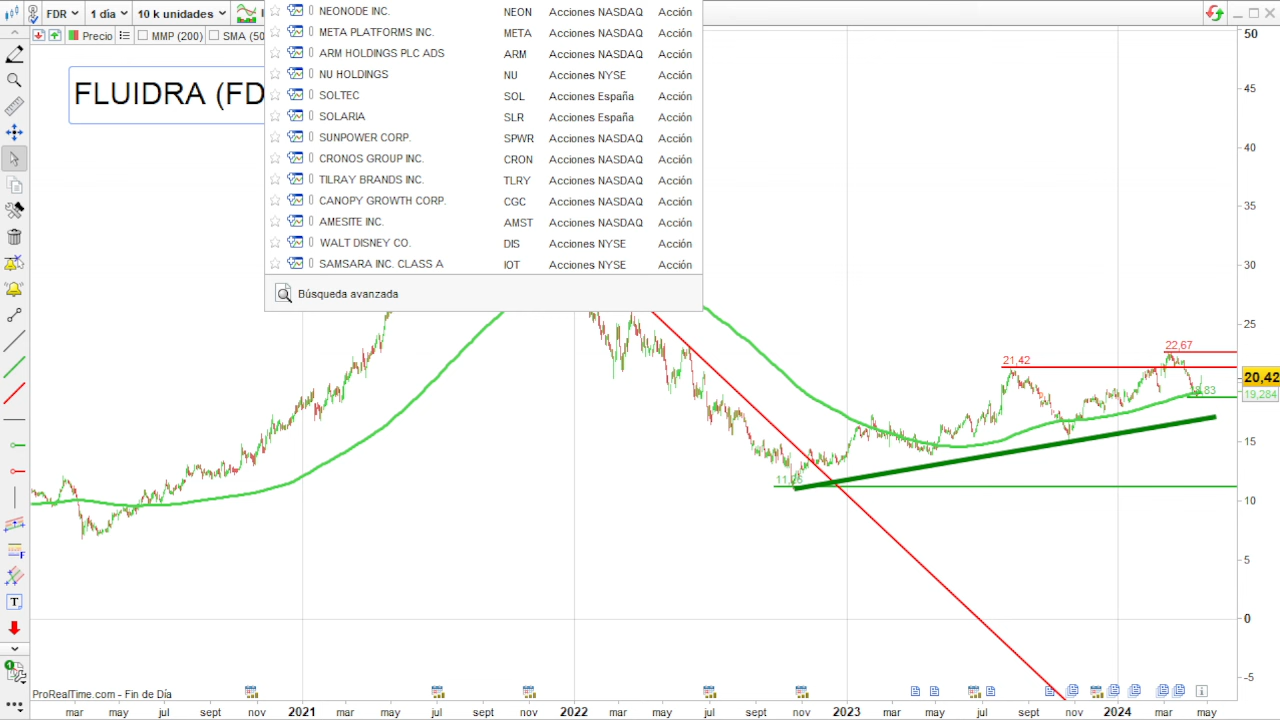 FDR 1 día 10 k unidades
Precio MMP (200) SMA (50
FLUIDRA (FD
NEONODE INC. NEON Acciones NASDAQ Acción
META PLATFORMS INC. META Acciones NASDAQ Acción
ARM HOLDINGS PLC ADS ARM Acciones NASDAQ Acción
NU HOLDINGS NU Acciones NYSE Acción
SOLTEC SOL Acciones España Acción
SOLARIA SLR Acciones España Acción
SUNPOWER CORP. SPWR Acciones NASDAQ Acción
CRONOS GROUP INC. CRON Acciones NASDAQ Acción
TILRAY BRANDS INC. TLRY Acciones NASDAQ Acción
CANOPY GROWTH CORP. CGC Acciones NASDAQ Acción
AMESITE INC. AMST Acciones NASDAQ Acción
WALT DISNEY CO. DIS Acciones NYSE Acción
SAMSARA INC. CLASS A IOT Acciones NYSE Acción
Búsqueda avanzada
50
45
40
35
30
25
22,67
21,42
20,42
19,284
15
10
5
0
-5
ProRealTime.com - Fin de Día
mar may jul sept nov 2021 mar may jul sept nov 2022 mar may jul sept nov 2023 mar may jul sept nov 2024 mar may